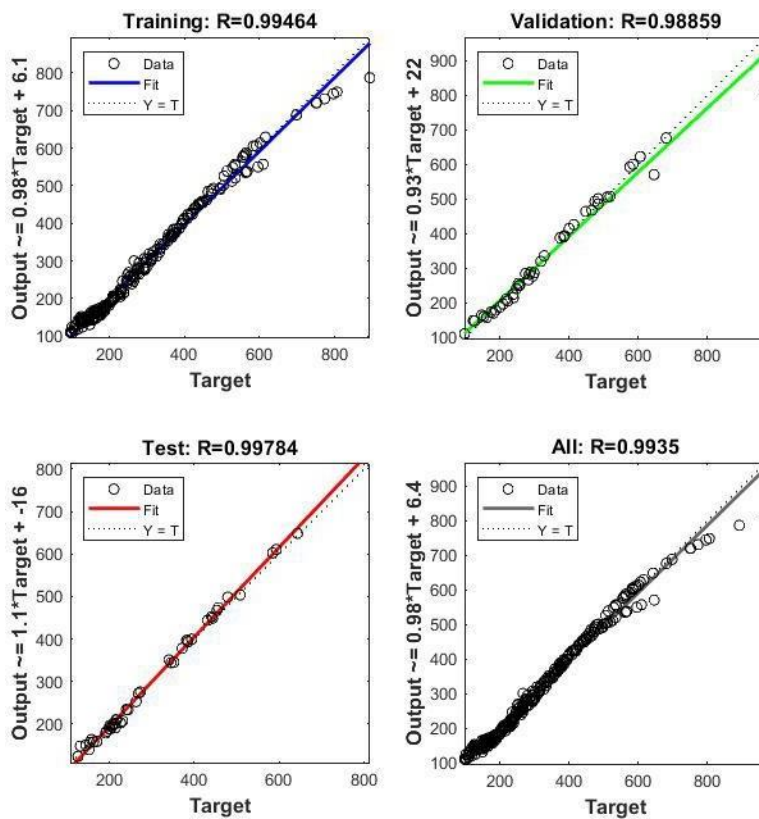 Training: R=0.99464
Output ~= 0.98*Target + 6.1
Data
Fit
Y = T
800
700
600
500
400
300
200
100
200
400
600
800
Target
Validation: R=0.98859
Output ~= 0.93*Target + 22
Data
Fit
Y = T
900
800
700
600
500
400
300
200
100
200
400
600
800
Target
Test: R=0.99784
Output ~= 1.1*Target + -16
Data
Fit
Y = T
800
700
600
500
400
300
200
200
400
600
800
Target
All: R=0.9935
Output ~= 0.98*Target + 6.4
Data
Fit
Y = T
900
800
700
600
500
400
300
200
100
200
400
600
800
Target